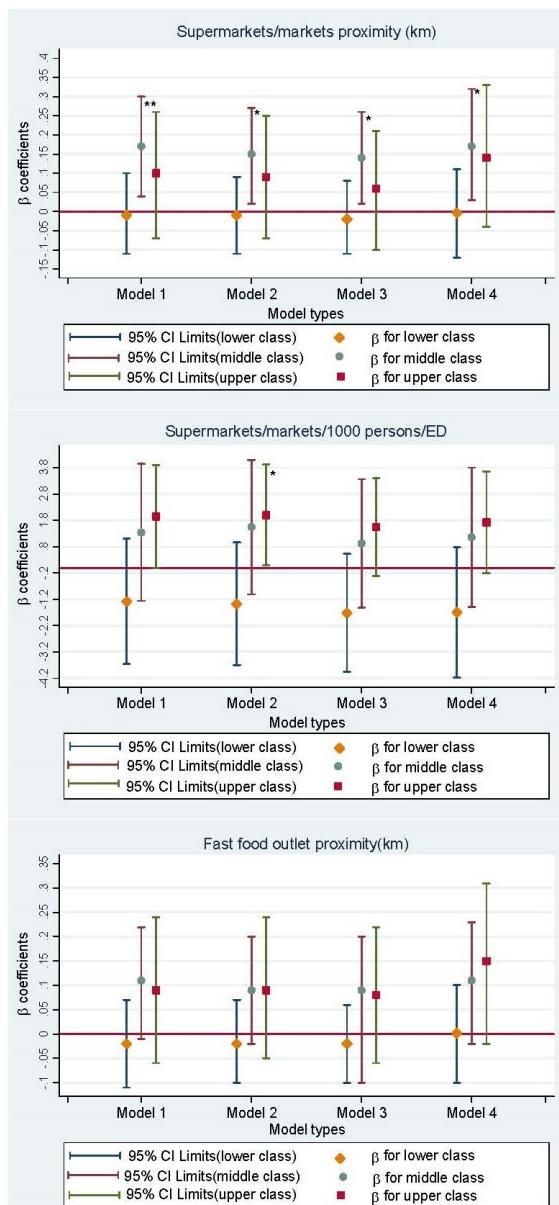 Supermarkets/markets proximity (km)
β coefficients
-.15 -.1 -.05 0 .05 .1 .15 .2 .25 .3 .35 .4
** * * *
Model 1 Model 2 Model 3 Model 4
Model types
95% CI Limits(lower class) β for lower class
95% CI Limits(middle class) β for middle class
95% CI Limits(upper class) β for upper class
Supermarkets/markets/1000 persons/ED
β coefficients
-4.2 -3.2 -2.2 -1.2 -.2 .8 1.8 2.8 3.8
*
Model 1 Model 2 Model 3 Model 4
Model types
95% CI Limits(lower class) β for lower class
95% CI Limits(middle class) β for middle class
95% CI Limits(upper class) β for upper class
Fast food outlet proximity(km)
β coefficients
-.1 -.05 0 .05 .1 .15 .2 .25 .3 .35
Model 1 Model 2 Model 3 Model 4
Model types
95% CI Limits(lower class) β for lower class
95% CI Limits(middle class) β for middle class
95% CI Limits(upper class) β for upper class